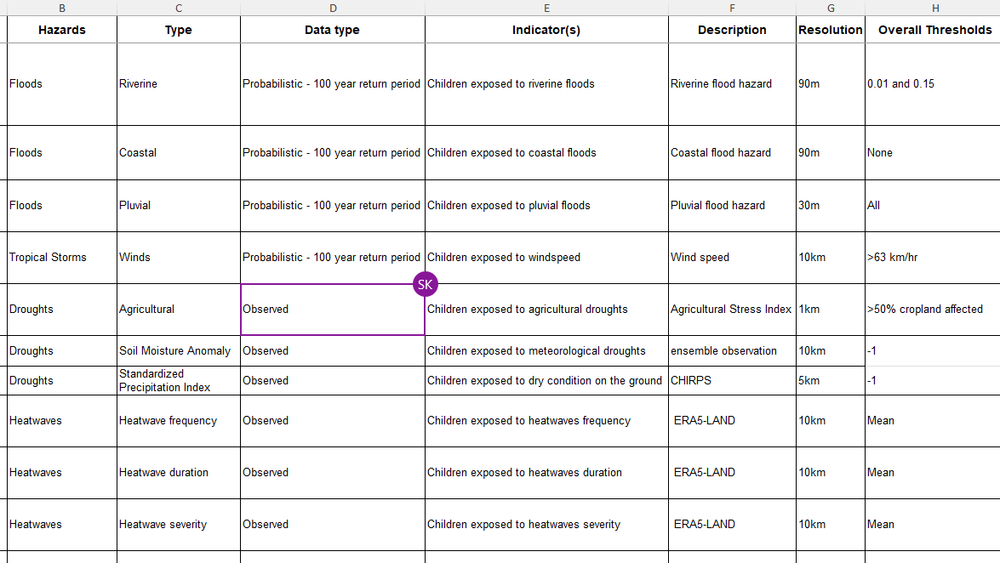 B C D E F G H
Hazards Type Data type Indicator(s) Description Resolution Overall Thresholds
Floods Riverine Probabilistic - 100 year return period Children exposed to riverine floods Riverine flood hazard 90m 0.01 and 0.15
Floods Coastal Probabilistic - 100 year return period Children exposed to coastal floods Coastal flood hazard 90m None
Floods Pluvial Probabilistic - 100 year return period Children exposed to pluvial floods Pluvial flood hazard 30m All
Tropical Storms Winds Probabilistic - 100 year return period Children exposed to windspeed Wind speed 10km >63 km/hr
SK
Droughts Agricultural Observed Children exposed to agricultural droughts Agricultural Stress Index 1km >50% cropland affected
Droughts Soil Moisture Anomaly Observed Children exposed to meteorological droughts ensemble observation 10km -1
Droughts Standardized Precipitation Index Observed Children exposed to dry condition on the ground CHIRPS 5km -1
Heatwaves Heatwave frequency Observed Children exposed to heatwaves frequency ERA5-LAND 10km Mean
Heatwaves Heatwave duration Observed Children exposed to heatwaves duration ERA5-LAND 10km Mean
Heatwaves Heatwave severity Observed Children exposed to heatwaves severity ERA5-LAND 10km Mean